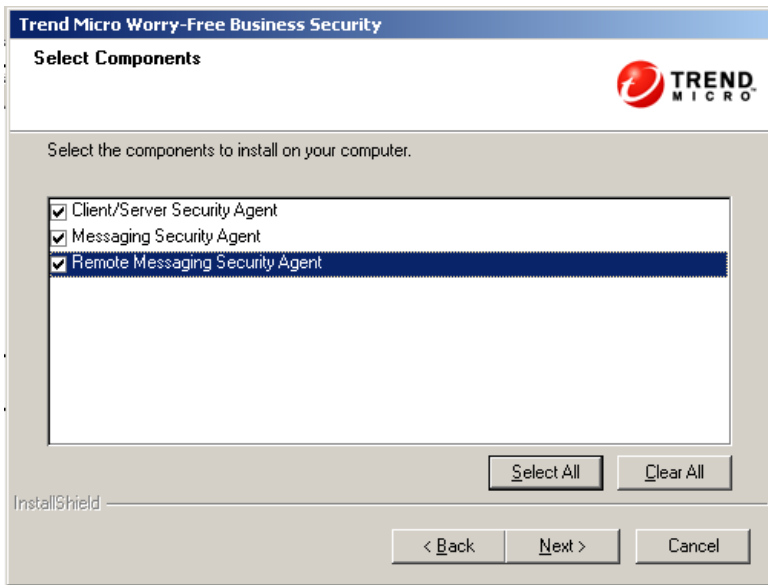 Trend Micro Worry-Free Business Security
Select Components
TREND
MICRO
Select the components to install on your computer.
Client/Server Security Agent
Messaging Security Agent
Remote Messaging Security Agent
Select All
Clear All
InstallShield
< Back
Next >
Cancel